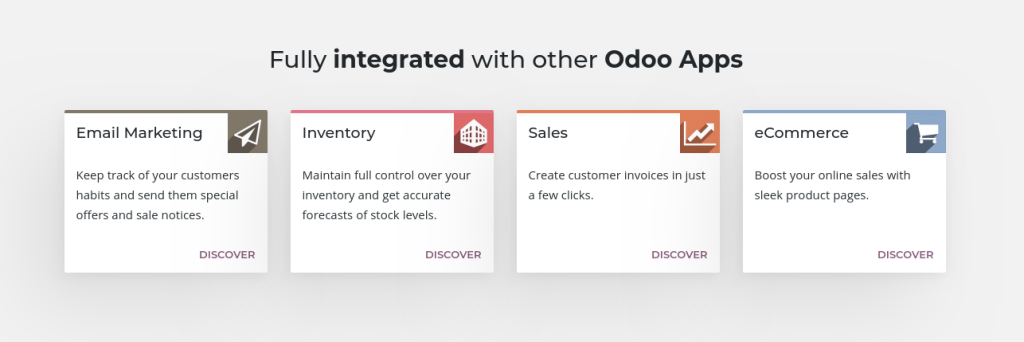 Fully integrated with other Odoo Apps
Email Marketing
Keep track of your customers
habits and send them special
offers and sale notices.
DISCOVER
Inventory
Maintain full control over your
inventory and get accurate
forecasts of stock levels.
DISCOVER
Sales
Create customer invoices in just
a few clicks.
DISCOVER
eCommerce
Boost your online sales with
sleek product pages.
DISCOVER